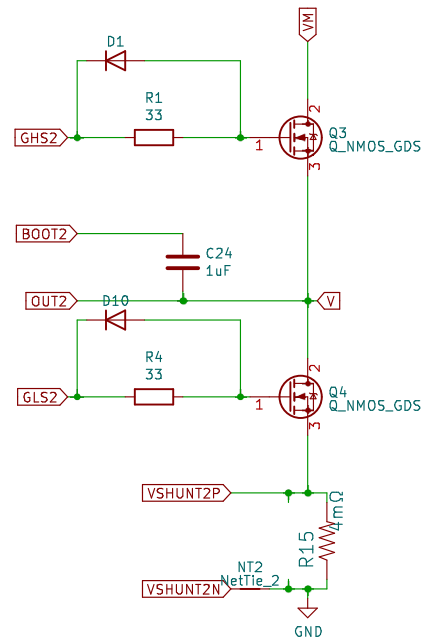 VM
D1
R1
33
GHS2
2
1
Q3
Q_NMOS_GDS
3
BOOT2
C24
1uF
OUT2
D10
V
R4
33
GLS2
2
1
Q4
Q_NMOS_GDS
3
VSHUNT2P
R15
4mΩ
NT2
NetTie_2
VSHUNT2N
GND